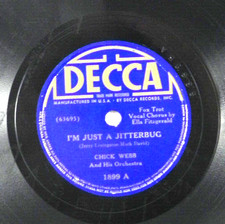 DECCA
MANUFACTURED IN U.S.A. BY DECCA RECORDS, INC.
(63693)
Fox Trot
Vocal Chorus by
Ella Fitzgerald
I'M JUST A JITTERBUG
CHICK WEBB
And His Orchestra
1899 A